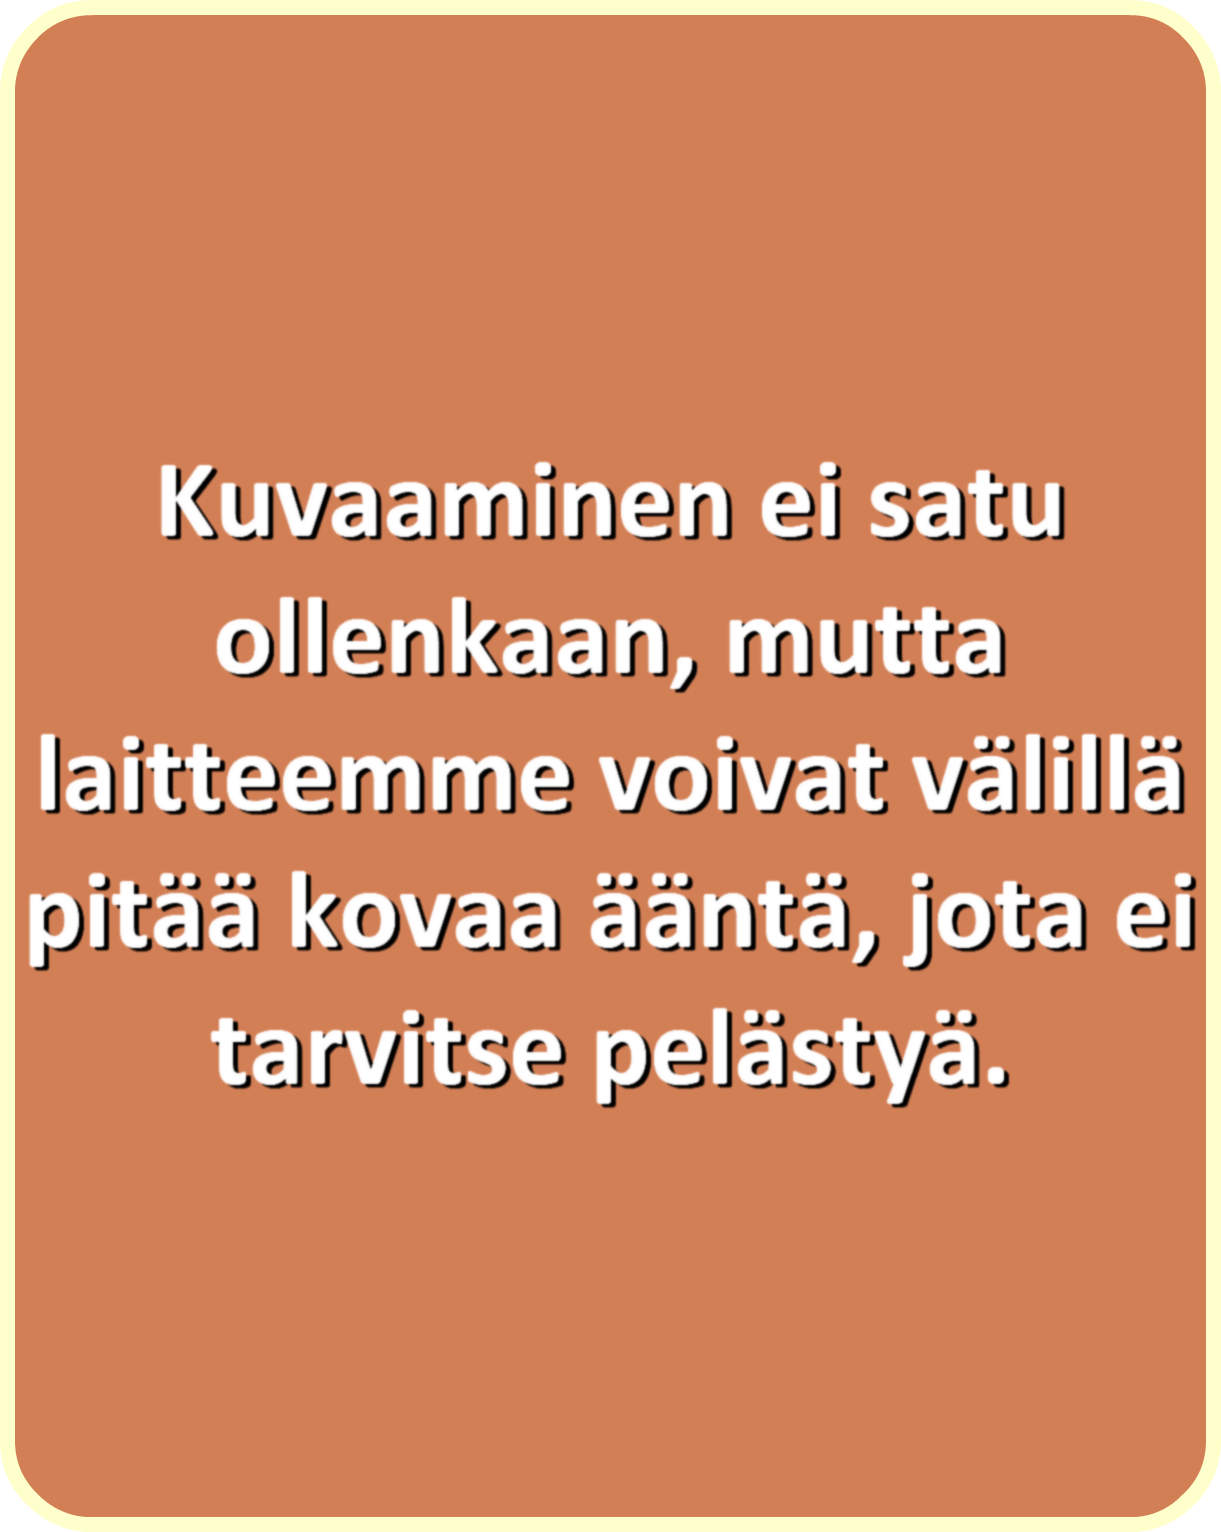 Kuvaaminen ei satu
ollenkaan, mutta
laitteemme voivat välillä
pitää kovaa ääntä, jota ei
tarvitse pelästyä.